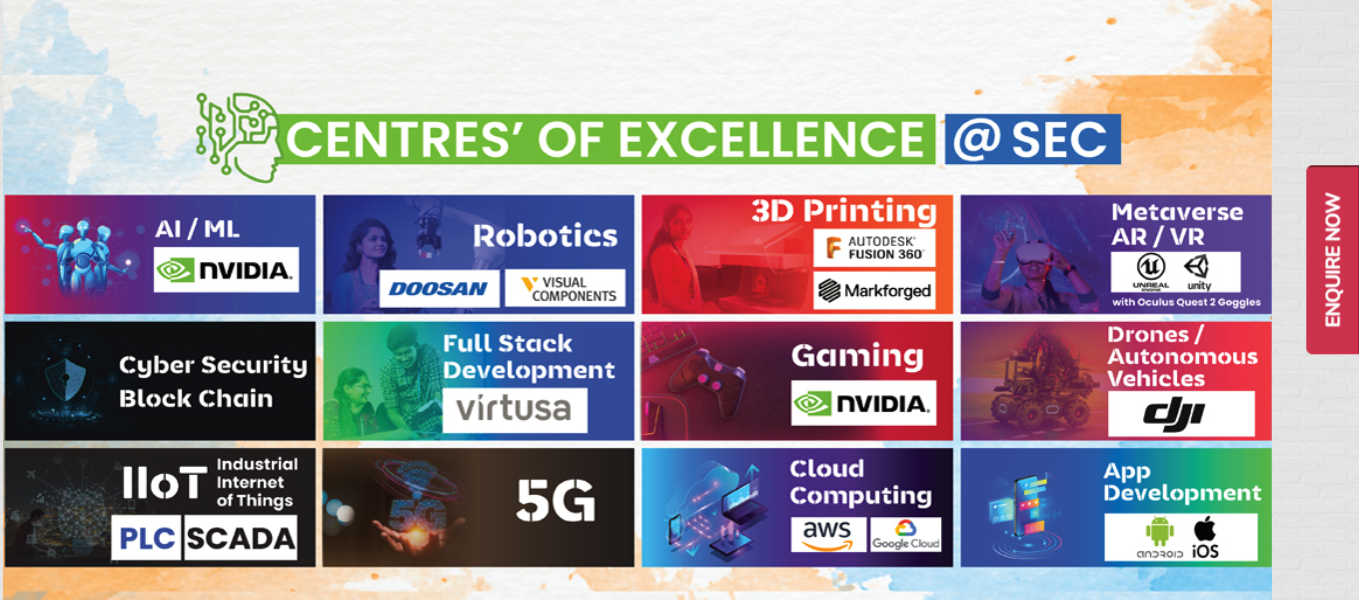 CENTRES' OF EXCELLENCE @ SEC
AI / ML
NVIDIA.
Robotics
DOOSAN
VISUAL
COMPONENTS
3D Printing
AUTODESK®
FUSION 360™
Markforged
Metaverse
AR / VR
UNREAL
ENGINE
unity
with Oculus Quest 2 Goggles
Cyber Security
Block Chain
Full Stack
Development
virtusa
Gaming
NVIDIA.
Drones /
Autonomous
Vehicles
dji
IIoT
Industrial
Internet
of Things
PLC SCADA
5G
5G
Cloud
Computing
aws
Google Cloud
App
Development
android
iOS
ENQUIRE NOW